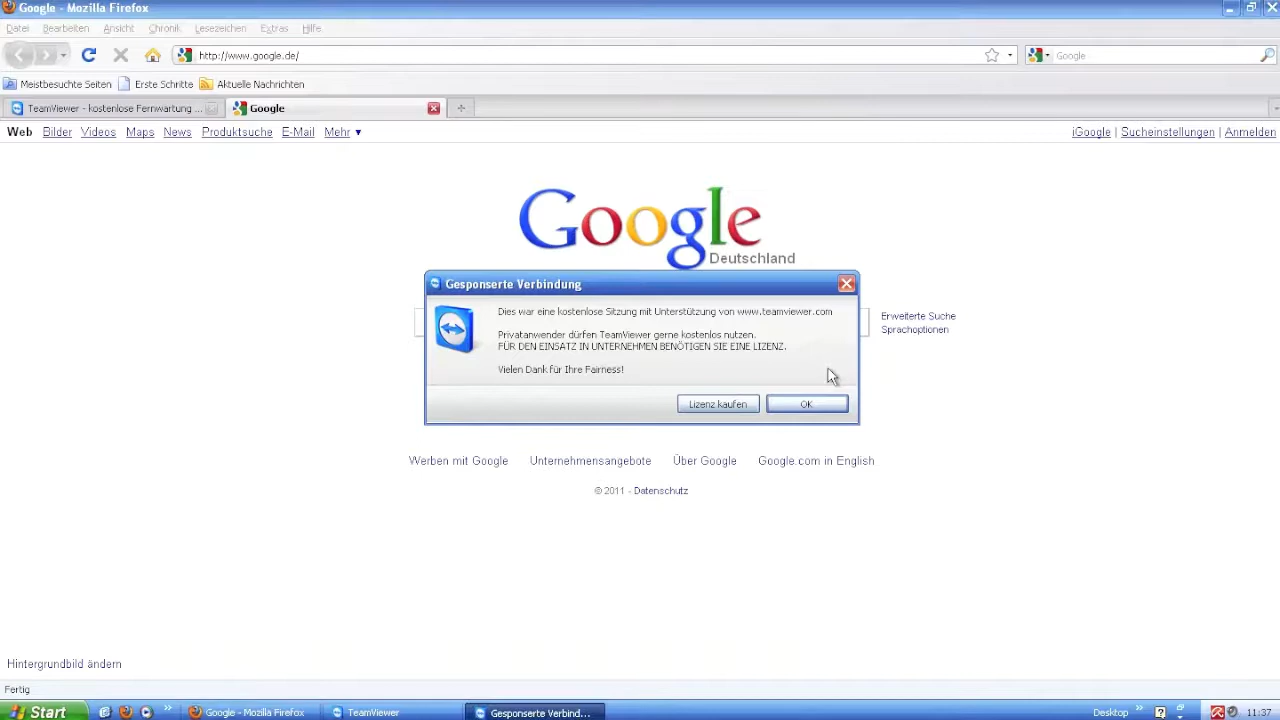 Google - Mozilla Firefox
Datei Bearbeiten Ansicht Chronik Lesezeichen Extras Hilfe
http://www.google.de/ Google
Meistbesuchte Seiten Erste Schritte Aktuelle Nachrichten
TeamViewer - kostenlose Fernwartung ... Google
Web Bilder Videos Maps News Produktsuche E-Mail Mehr ▼ iGoogle | Sucheinstellungen | Anmelden
Google
Deutschland
Gesponserte Verbindung
Dies war eine kostenlose Sitzung mit Unterstützung von www.teamviewer.com
Erweiterte Suche
Sprachoptionen
Privatanwender dürfen TeamViewer gerne kostenlos nutzen.
FÜR DEN EINSATZ IN UNTERNEHMEN BENÖTIGEN SIE EINE LIZENZ.
Vielen Dank für Ihre Fairness!
Lizenz kaufen OK
Werben mit Google Unternehmensangebote Über Google Google.com in English
© 2011 - Datenschutz
Hintergrundbild ändern
Fertig
Start Google - Mozilla Firefox TeamViewer Gesponserte Verbind... Desktop » 11:37